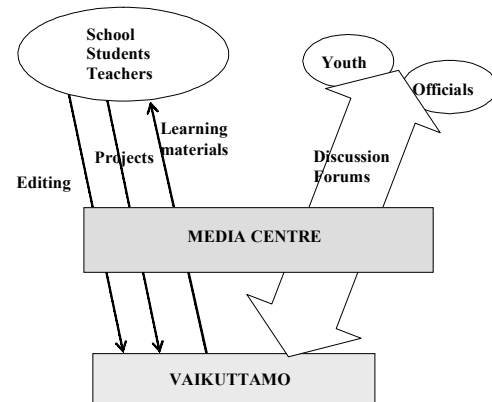 School
Students
Teachers
Youth
Officials
Learning
materials
Projects
Discussion
Forums
Editing
MEDIA CENTRE
VAIKUTTAMO